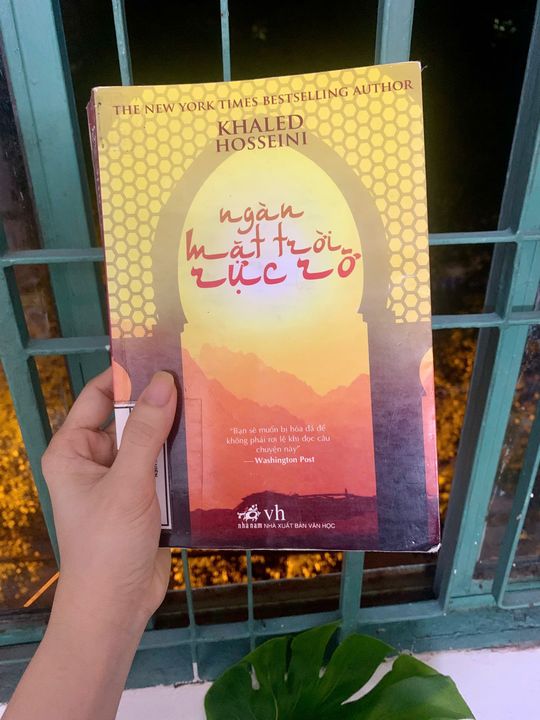 THE NEW YORK TIMES BESTSELLING AUTHOR
KHALED
HOSSEINI
ngàn
mặt trời
rực rỡ
"Bạn sẽ muốn bị hóa đá để
không phải rơi lệ khi đọc câu
chuyện này"
— Washington Post
nhã nam
vh
NHÀ XUẤT BẢN VĂN HỌC